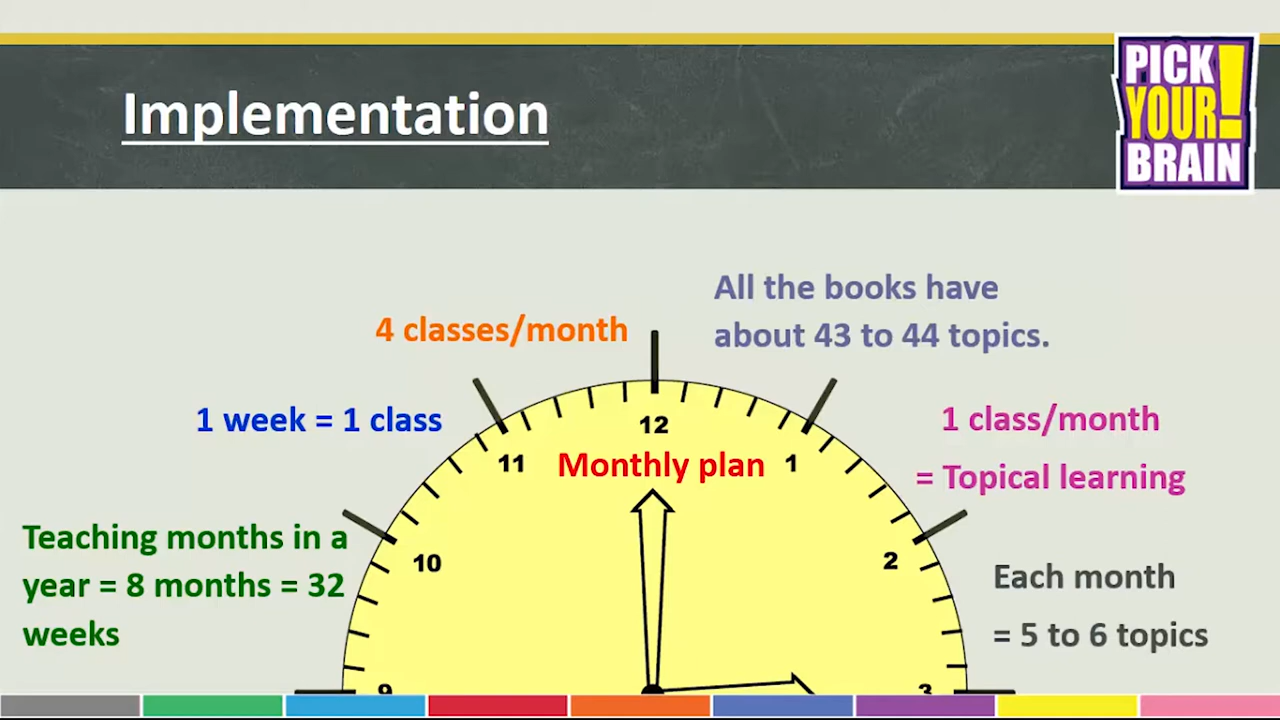 Implementation
PICK
YOUR!
BRAIN
All the books have
about 43 to 44 topics.
4 classes/month
1 week = 1 class
1 class/month
= Topical learning
12
Monthly plan
11
1
Teaching months in a
year = 8 months = 32
weeks
10
2
Each month
= 5 to 6 topics
9
3